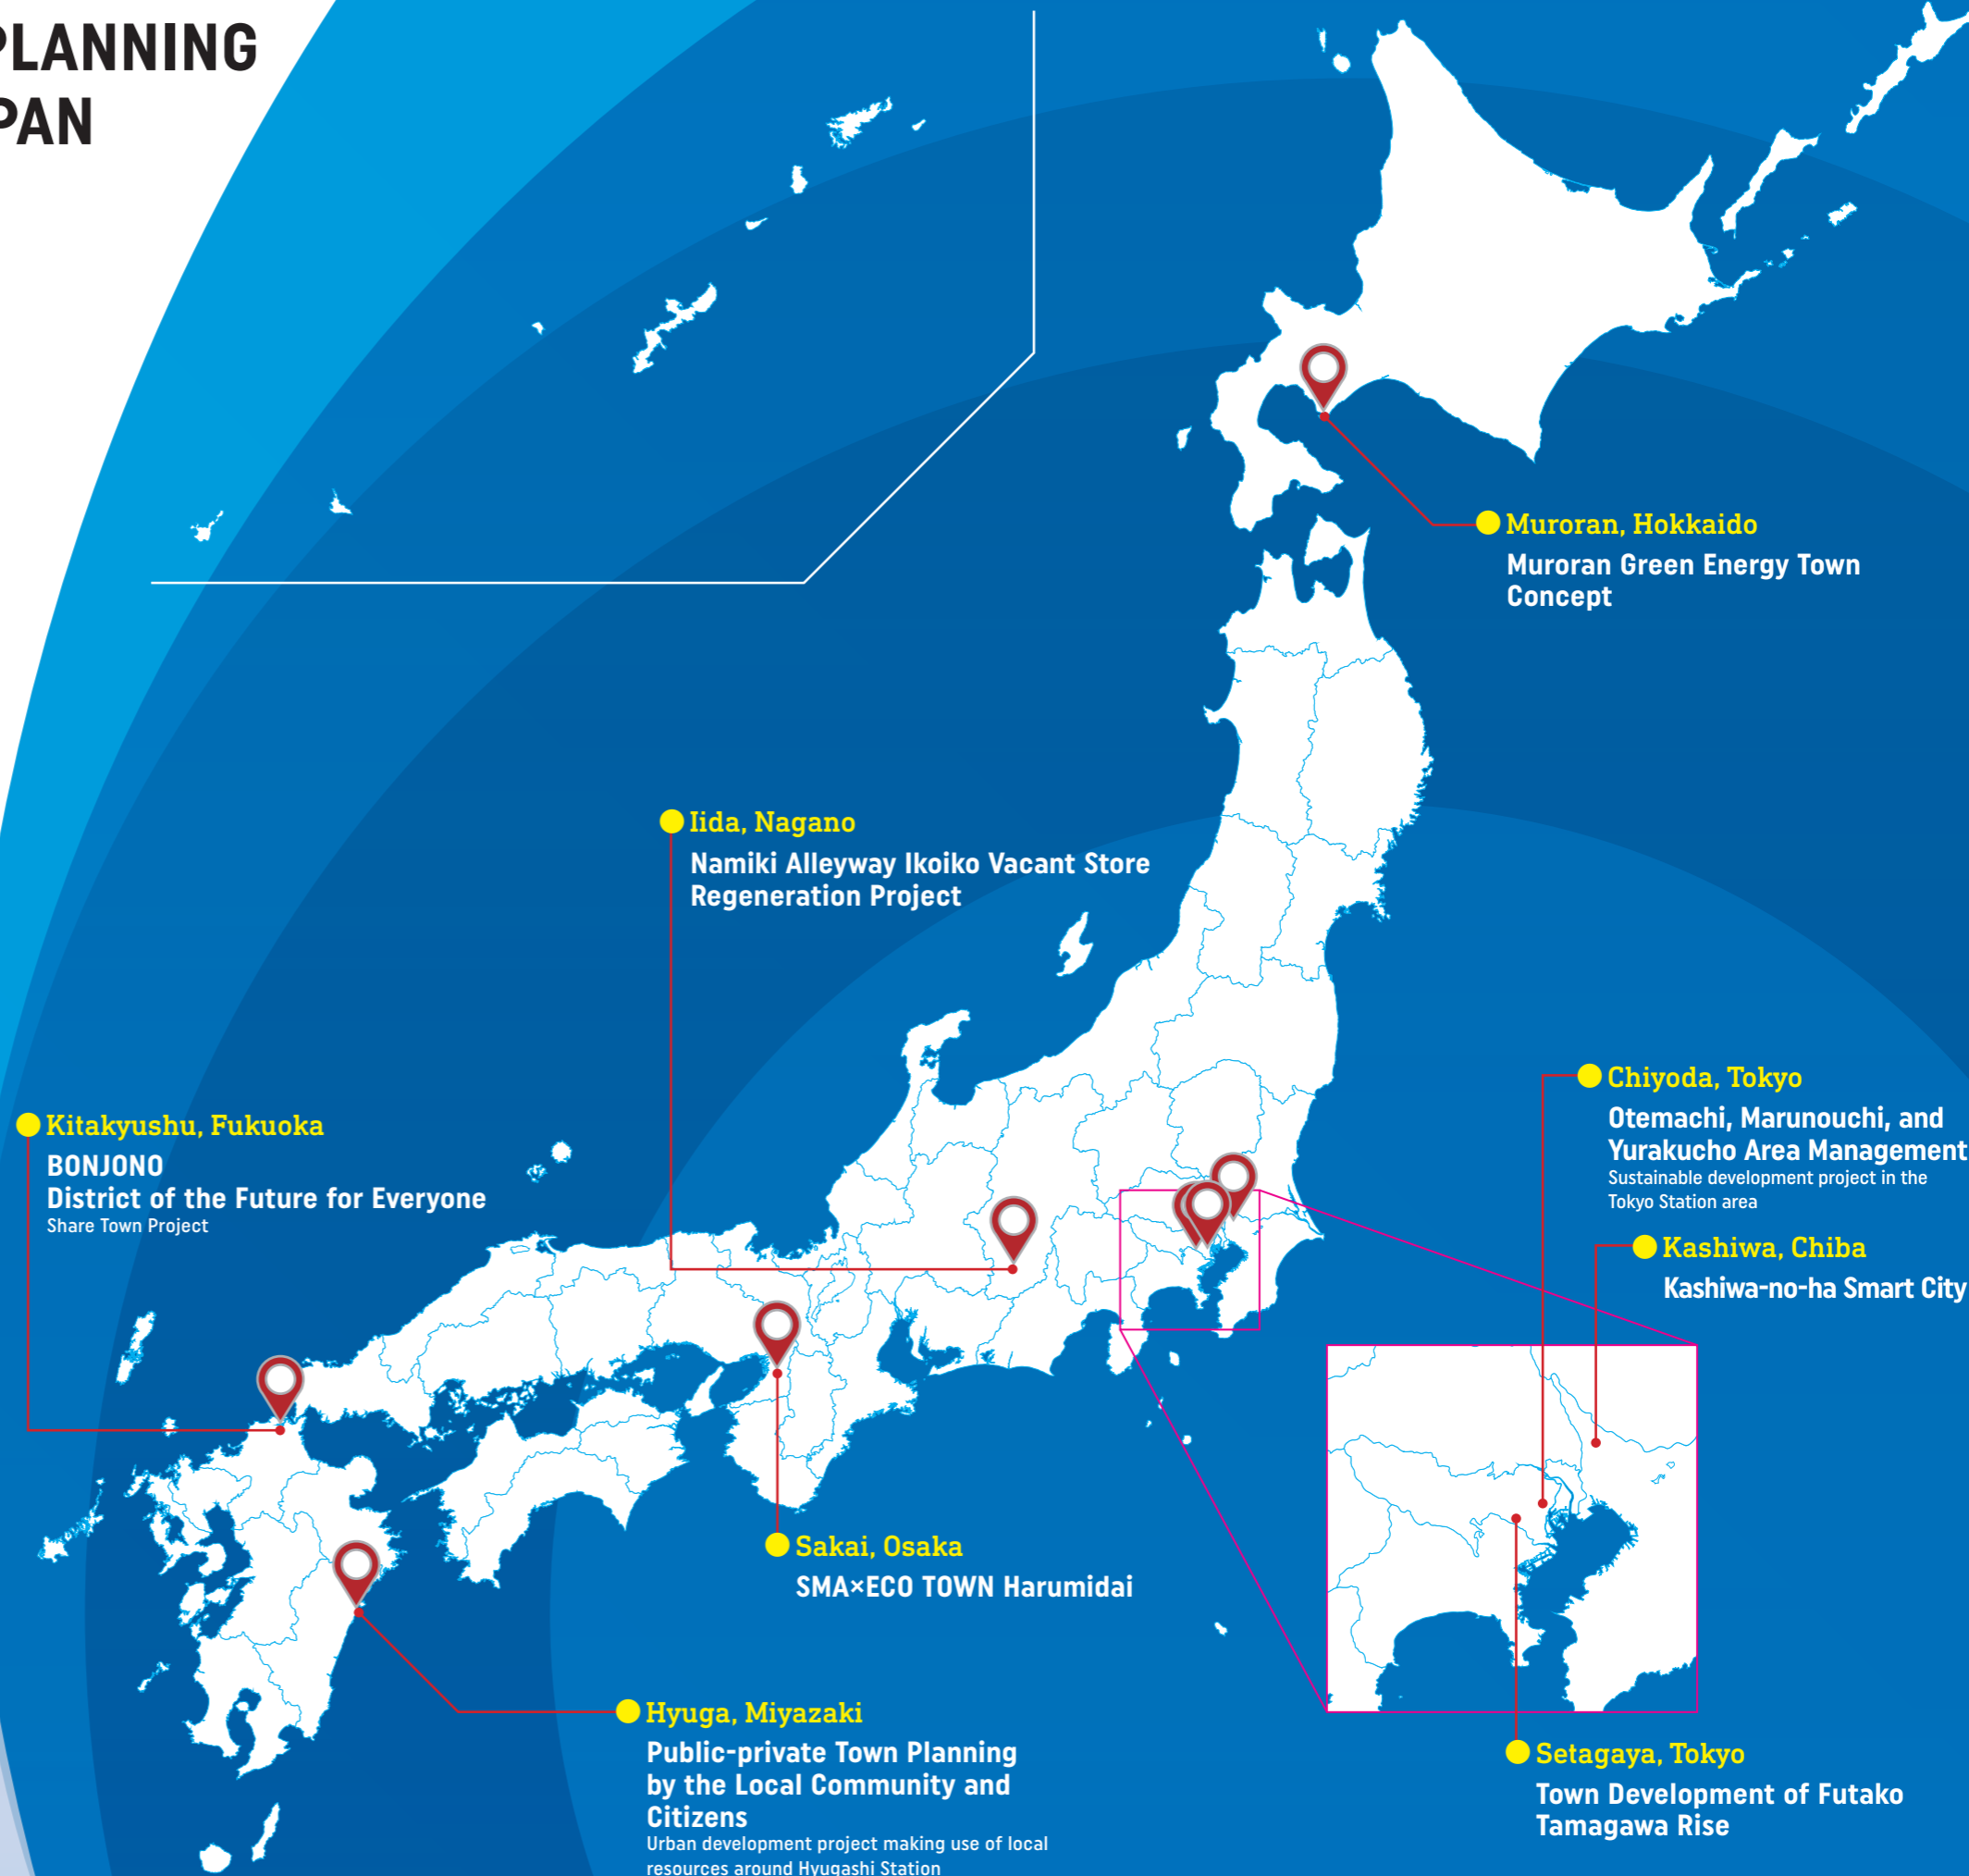 PLANNING
PAN
Muroran, Hokkaido
Muroran Green Energy Town
Concept
Iida, Nagano
Namiki Alleyway Ikoiko Vacant Store
Regeneration Project
Chiyoda, Tokyo
Otemachi, Marunouchi, and
Yurakucho Area Management
Sustainable development project in the
Tokyo Station area
Kitakyushu, Fukuoka
BONJONO
District of the Future for Everyone
Share Town Project
Kashiwa, Chiba
Kashiwa-no-ha Smart City
Sakai, Osaka
SMA×ECO TOWN Harumidai
Hyuga, Miyazaki
Public-private Town Planning
by the Local Community and
Citizens
Urban development project making use of local
resources around Hyugashi Station
Setagaya, Tokyo
Town Development of Futako
Tamagawa Rise